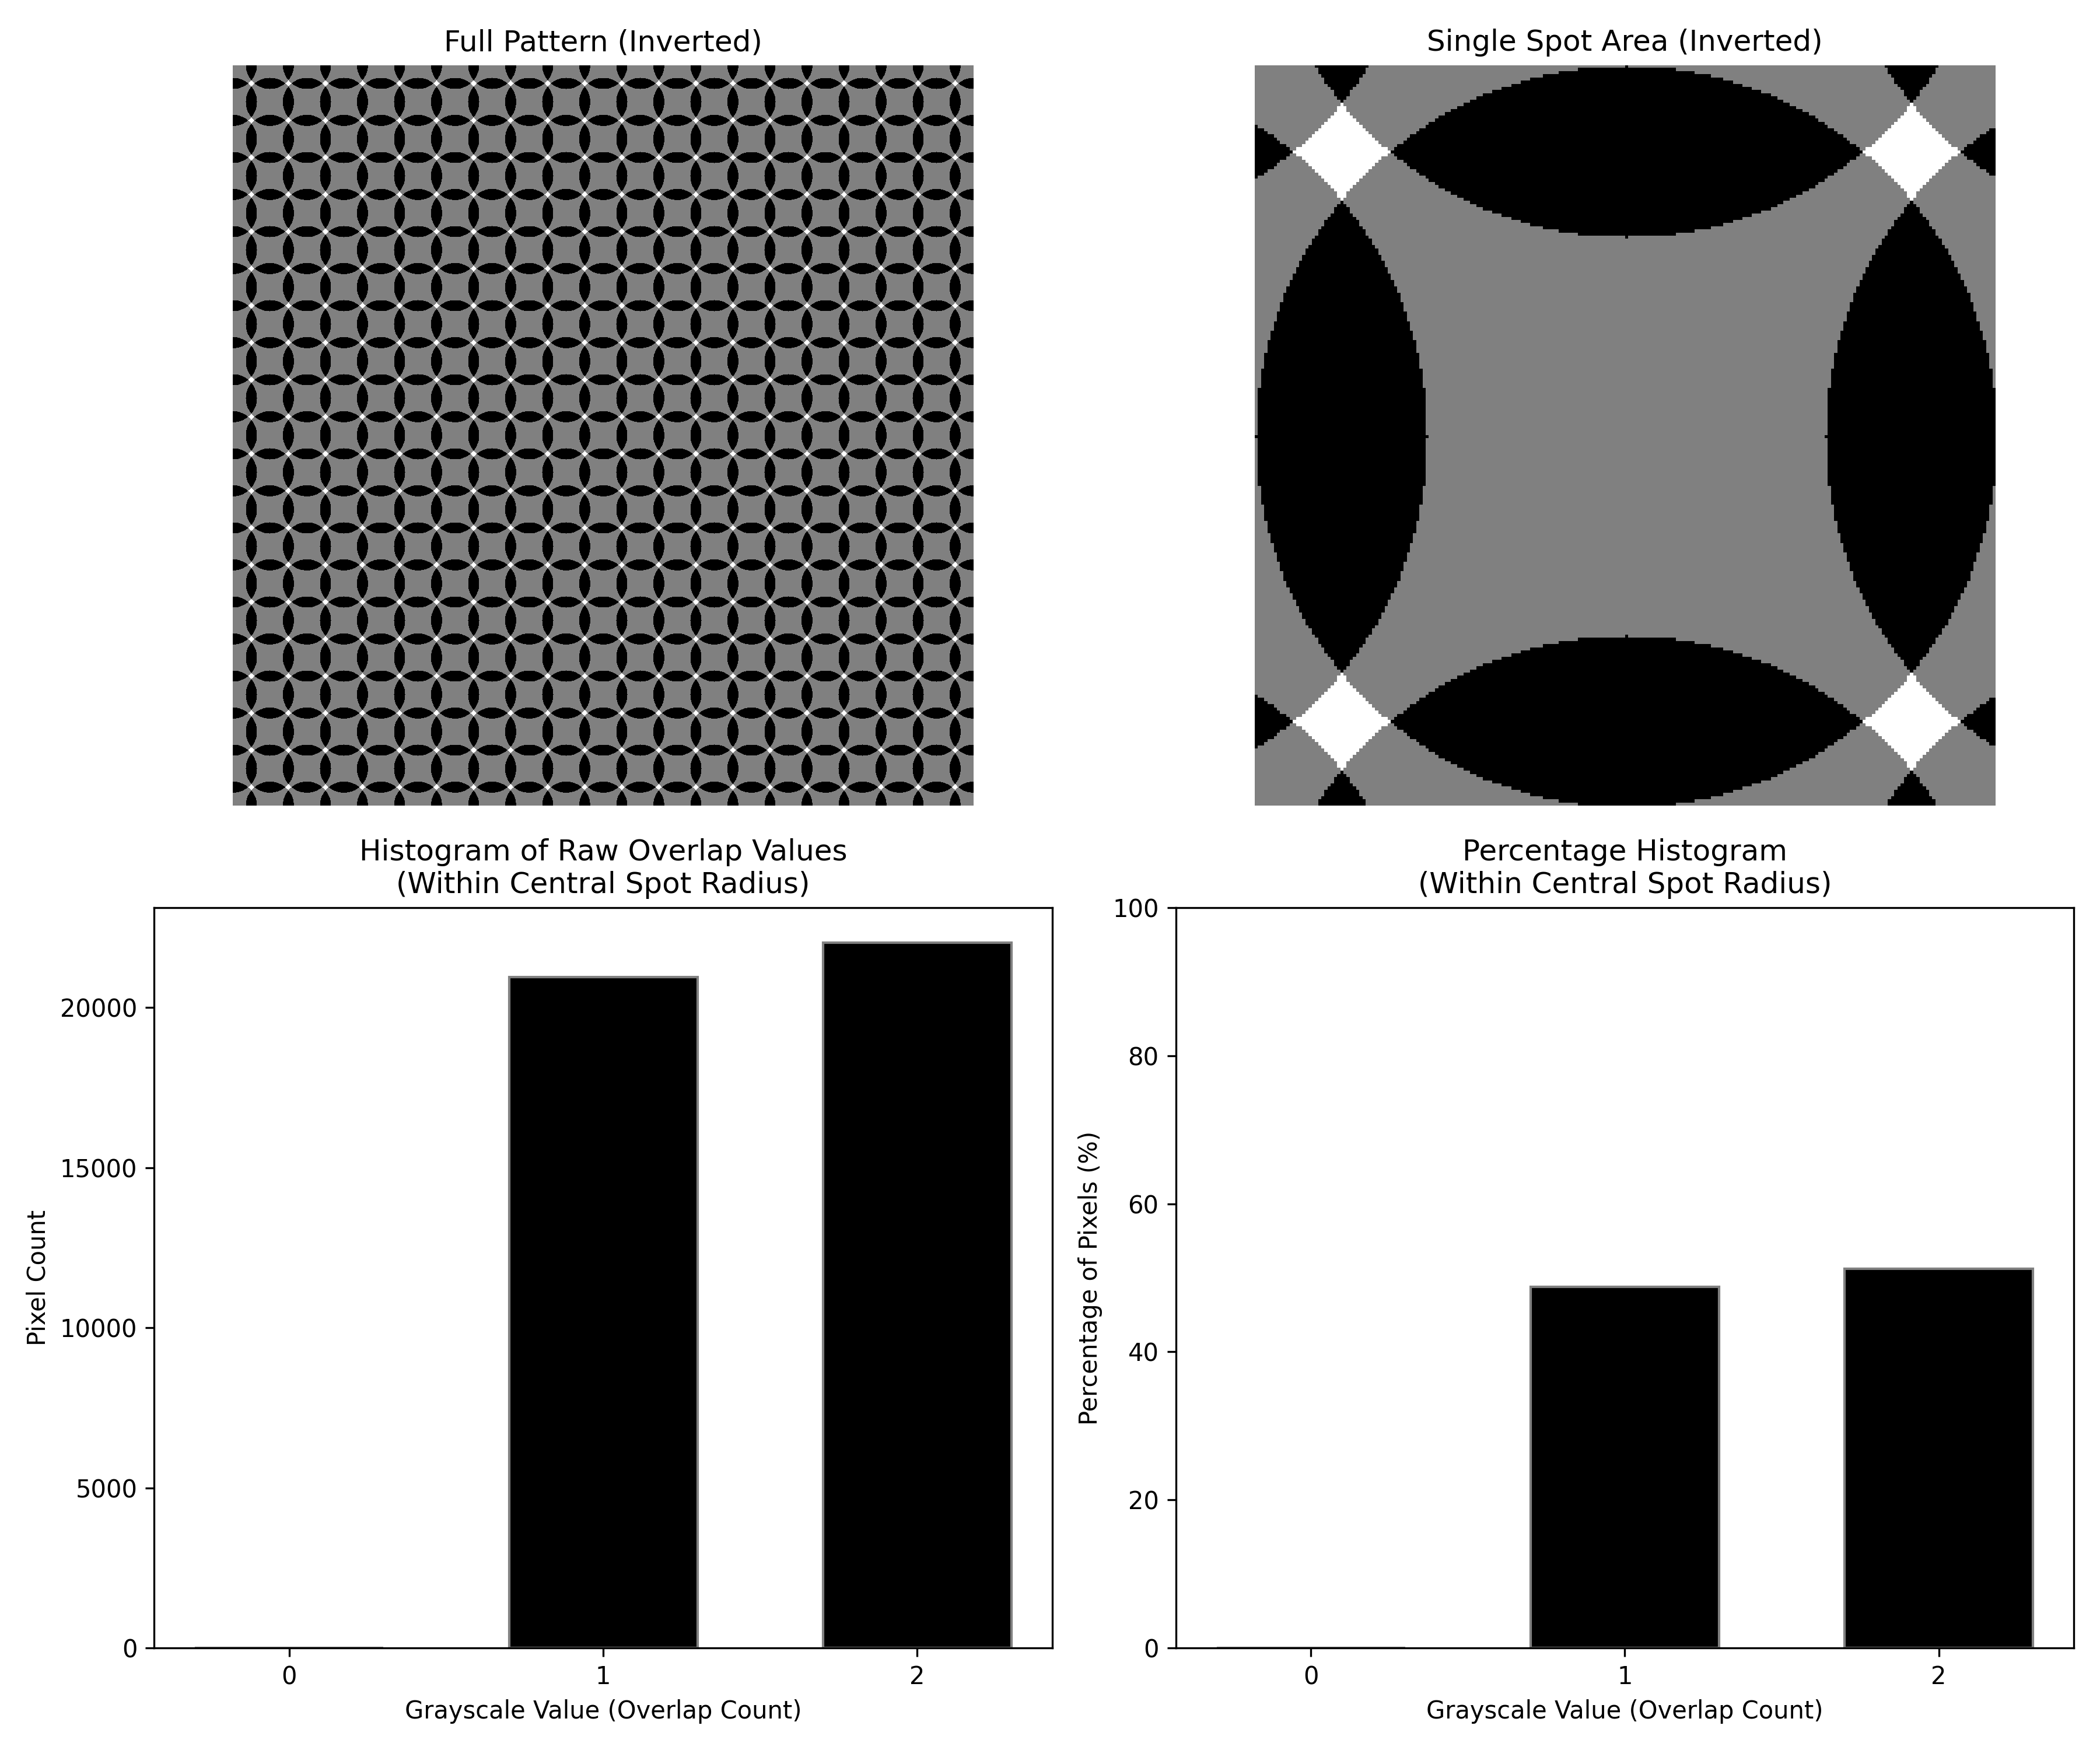 Full Pattern (Inverted)
Single Spot Area (Inverted)
Histogram of Raw Overlap Values
(Within Central Spot Radius)
Pixel Count
20000
15000
10000
5000
0
0 1 2
Grayscale Value (Overlap Count)
Percentage Histogram
(Within Central Spot Radius)
Percentage of Pixels (%)
100
80
60
40
20
0
0 1 2
Grayscale Value (Overlap Count)